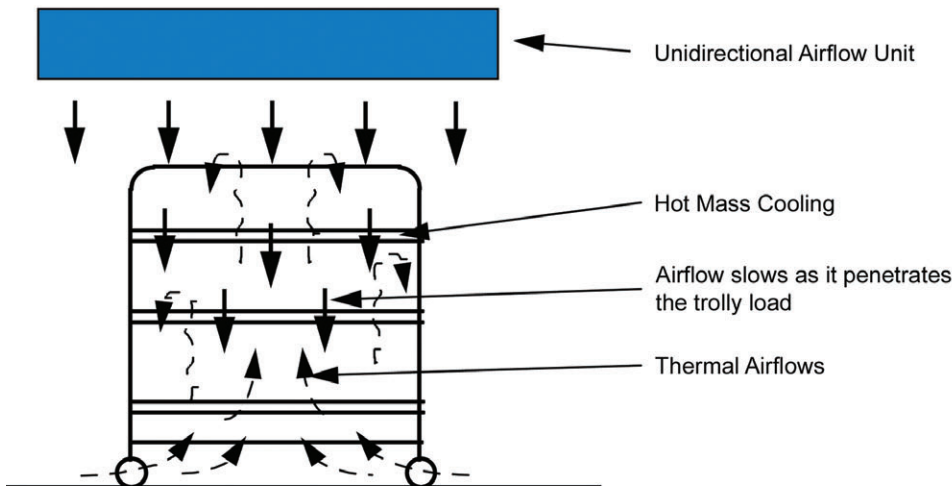 Unidirectional Airflow Unit
Hot Mass Cooling
Airflow slows as it penetrates
the trolly load
Thermal Airflows